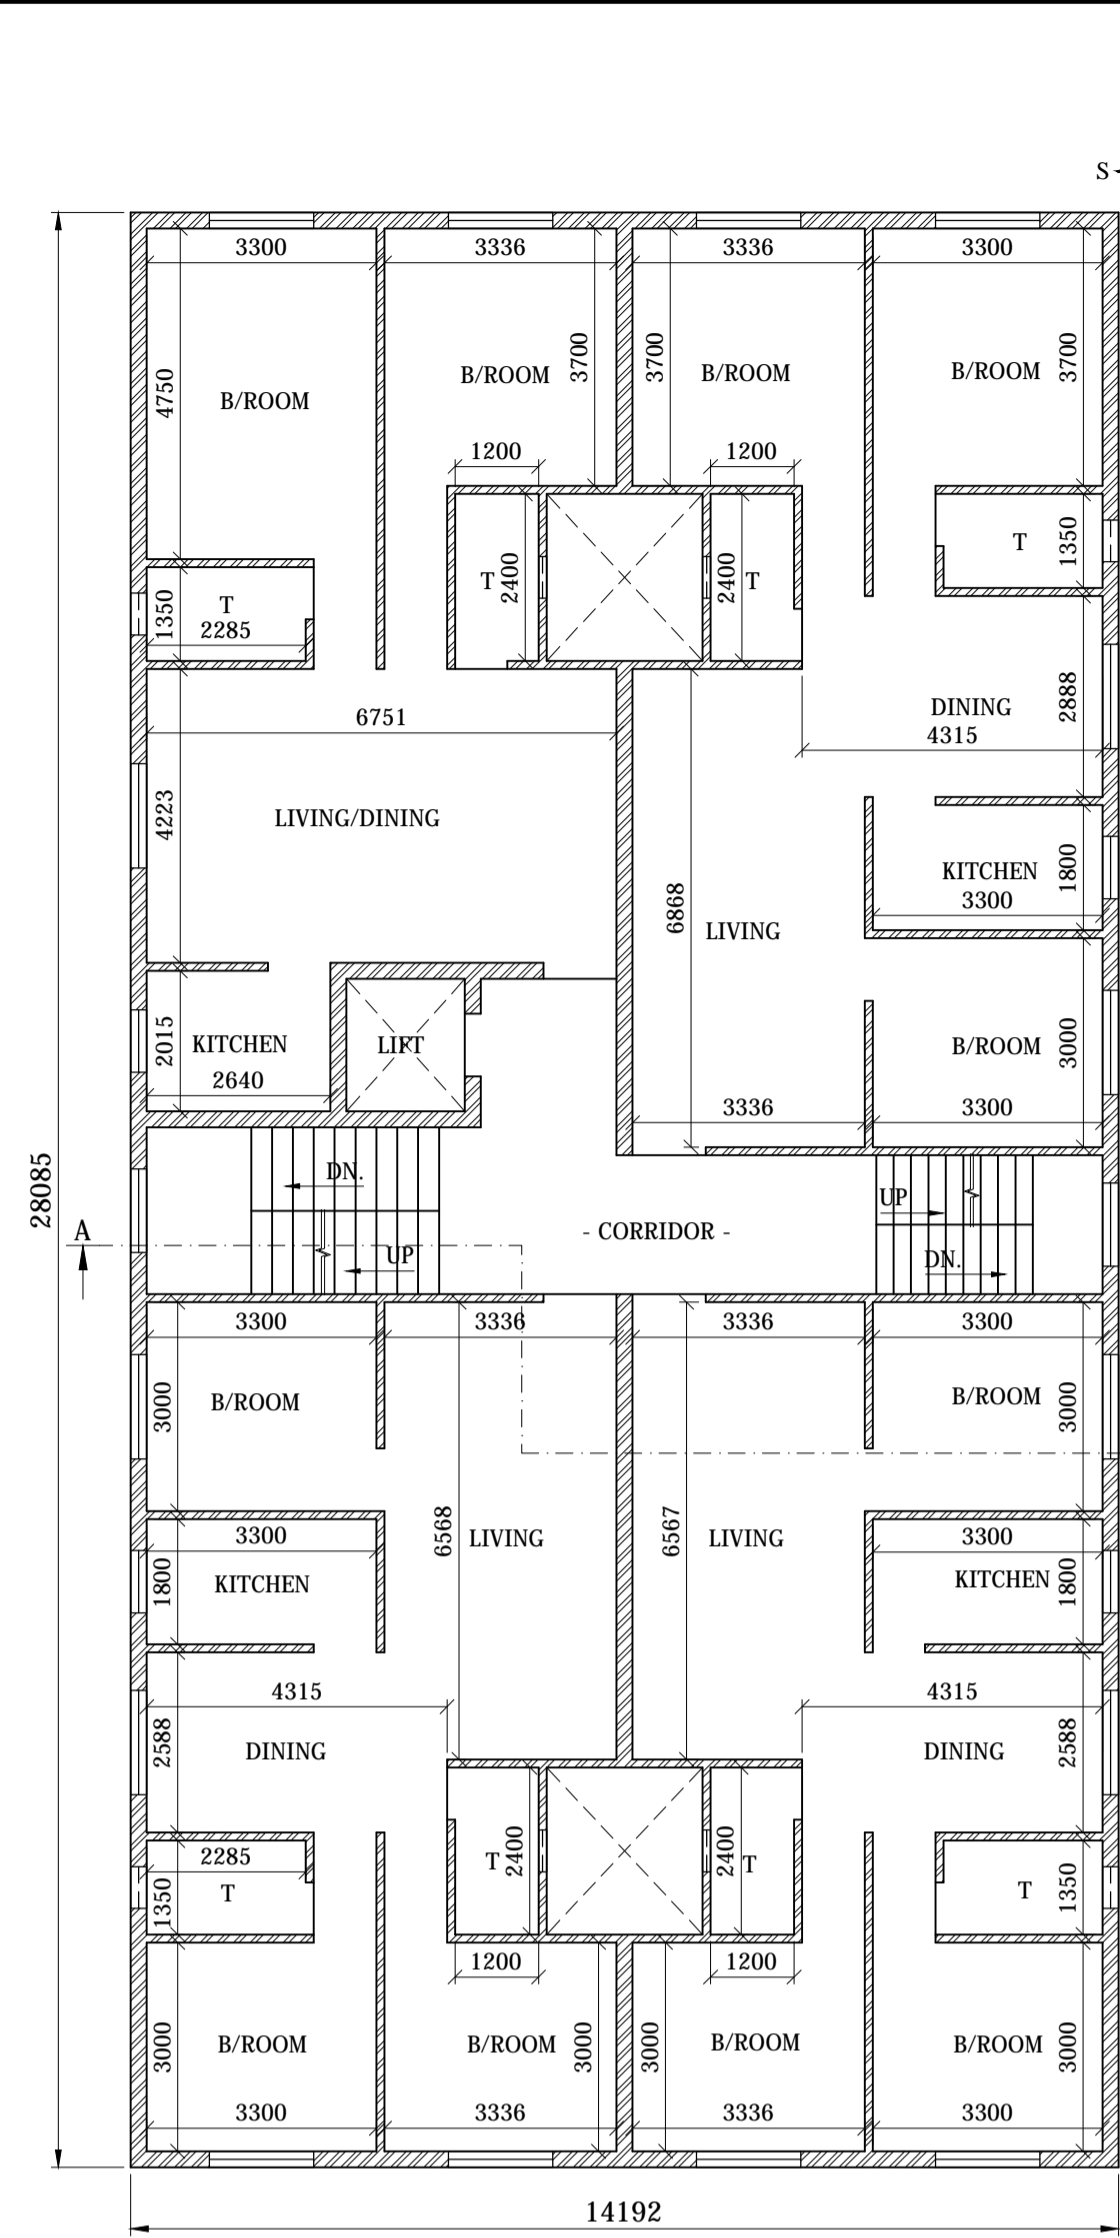 S
3300
3336
3336
3300
4750
B/ROOM
B/ROOM
3700
3700
B/ROOM
B/ROOM
3700
1200
1200
T
2400
2400
T
T
1350
1350
T
2285
6751
DINING
4315
2888
4223
LIVING/DINING
KITCHEN
3300
1800
6868
LIVING
2015
KITCHEN
2640
LIFT
B/ROOM
3000
3336
3300
28085
A
DN.
UP
- CORRIDOR -
UP
DN.
3300
3336
3336
3300
3000
B/ROOM
B/ROOM
3000
6568
LIVING
6567
LIVING
3300
1800
KITCHEN
3300
KITCHEN
1800
4315
4315
2588
DINING
DINING
2588
2285
1350
T
T
2400
2400
T
T
1350
1200
1200
3000
B/ROOM
B/ROOM
3000
3000
B/ROOM
B/ROOM
3000
3300
3336
3336
3300
14192